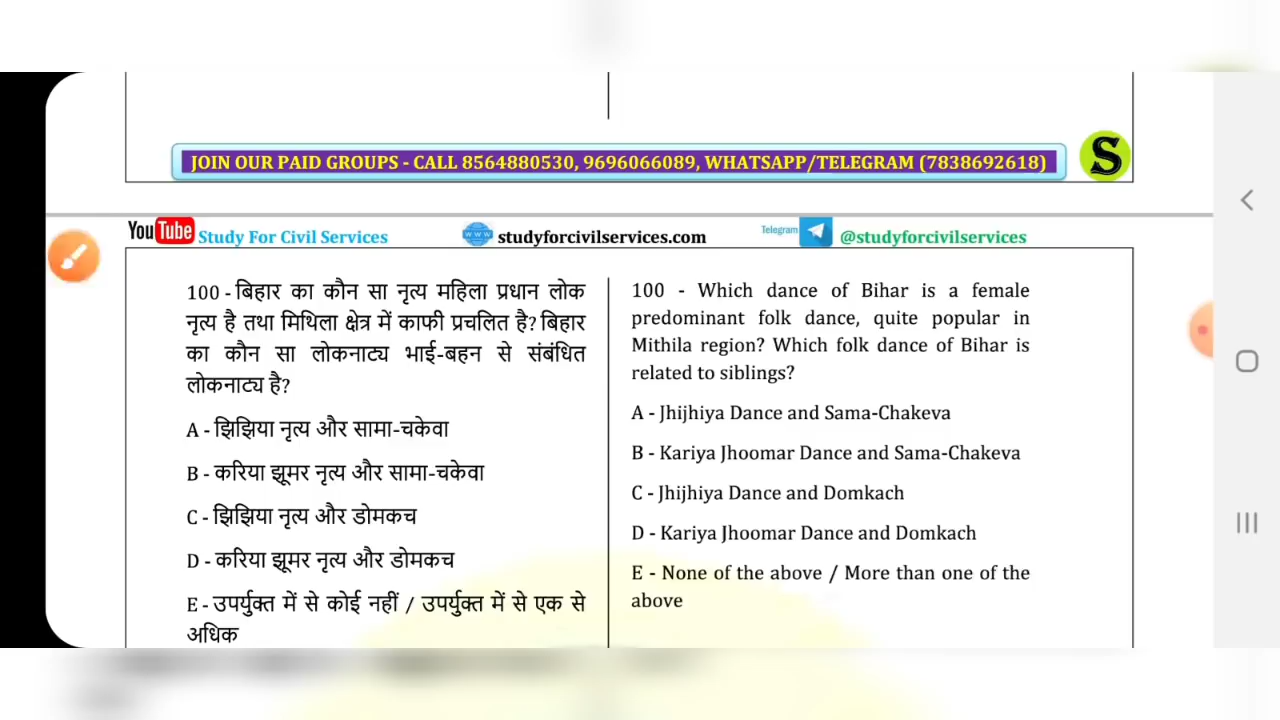 JOIN OUR PAID GROUPS - CALL 8564880530, 9696066089, WHATSAPP/TELEGRAM (7838692618)
S
YouTube Study For Civil Services
WWW studyforcivilservices.com
Telegram @studyforcivilservices
100 - बिहार का कौन सा नृत्य महिला प्रधान लोक
नृत्य है तथा मिथिला क्षेत्र में काफी प्रचलित है? बिहार
का कौन सा लोकनाट्य भाई-बहन से संबंधित
लोकनाट्य है?
A - झिझिया नृत्य और सामा-चकेवा
B - करिया झूमर नृत्य और सामा-चकेवा
C - झिझिया नृत्य और डोमकच
D - करिया झूमर नृत्य और डोमकच
E - उपर्युक्त में से कोई नहीं / उपर्युक्त में से एक से
अधिक
100 - Which dance of Bihar is a female
predominant folk dance, quite popular in
Mithila region? Which folk dance of Bihar is
related to siblings?
A - Jhijhiya Dance and Sama-Chakeva
B - Kariya Jhoomar Dance and Sama-Chakeva
C - Jhijhiya Dance and Domkach
D - Kariya Jhoomar Dance and Domkach
E - None of the above / More than one of the
above